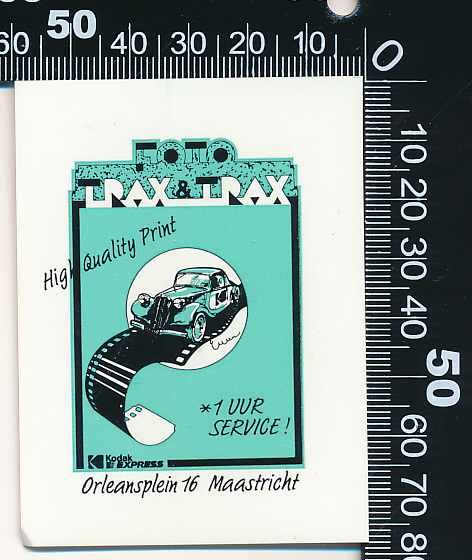 50
60 40 30 20 10 0
FOTO
TRAX & TRAX
High Quality Print
*1 UUR
SERVICE!
Kodak
EXPRESS
Orleansplein 16 Maastricht
10
20
30
40
50
60
70
80